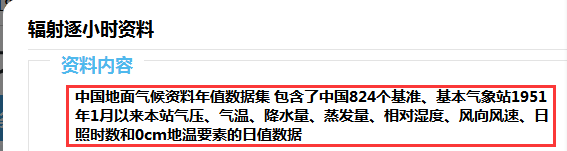 辐射逐小时资料
资料内容
中国地面气候资料年值数据集 包含了中国824个基准、基本气象站1951
年1月以来本站气压、气温、降水量、蒸发量、相对湿度、风向风速、日
照时数和0cm地温要素的日值数据